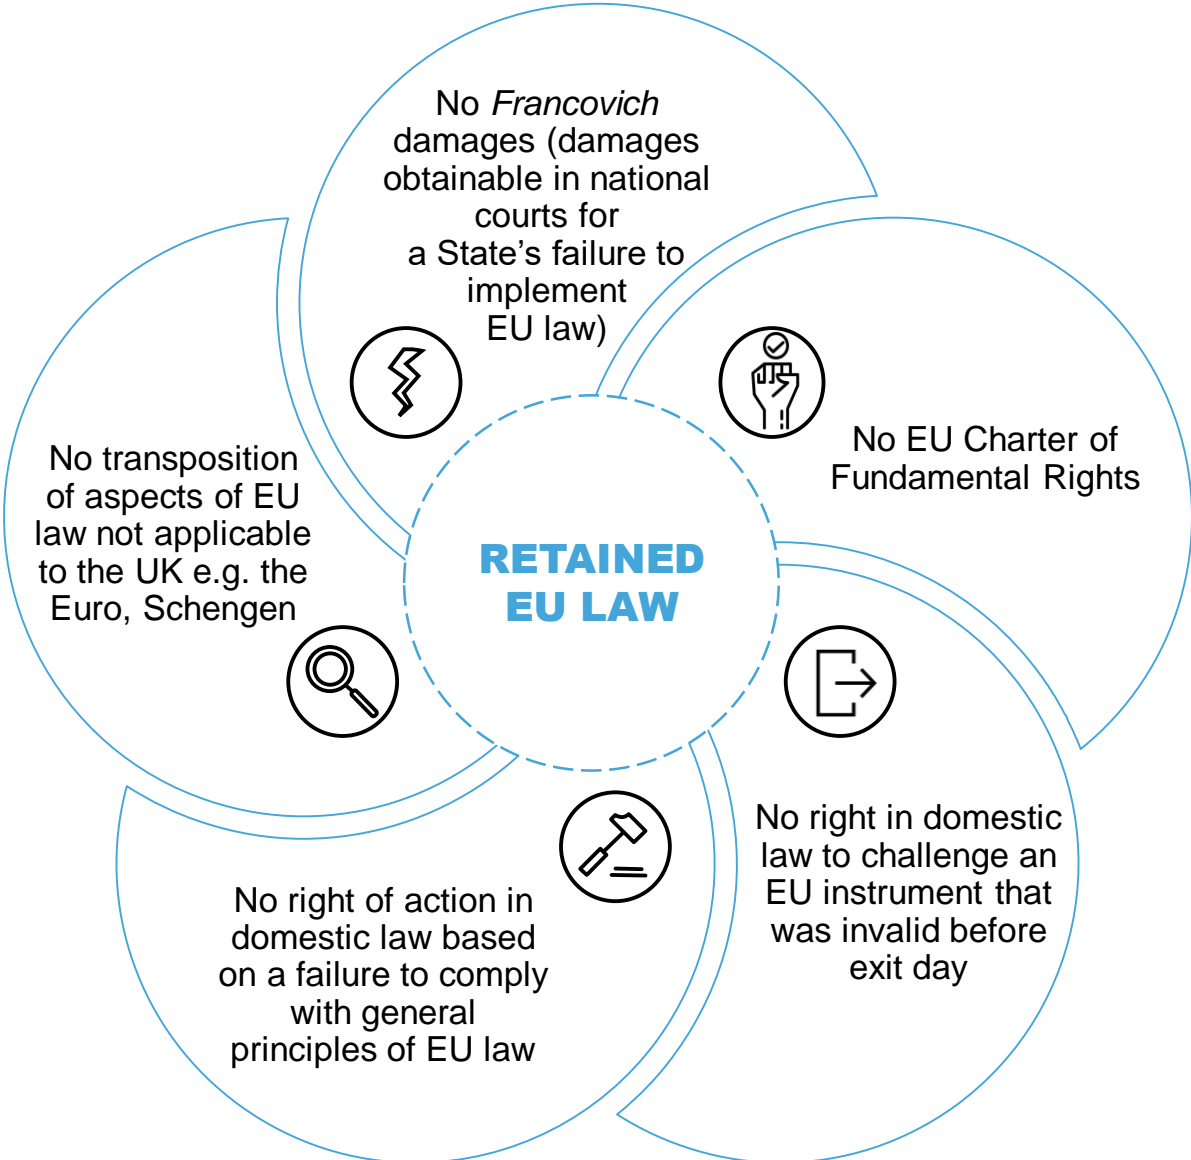 No Francovich
damages (damages
obtainable in national
courts for
a State’s failure to
implement
EU law)
No EU Charter of
Fundamental Rights
No transposition
of aspects of EU
law not applicable
to the UK e.g. the
Euro, Schengen
RETAINED
EU LAW
No right in domestic
law to challenge an
EU instrument that
was invalid before
exit day
No right of action in
domestic law based
on a failure to comply
with general
principles of EU law